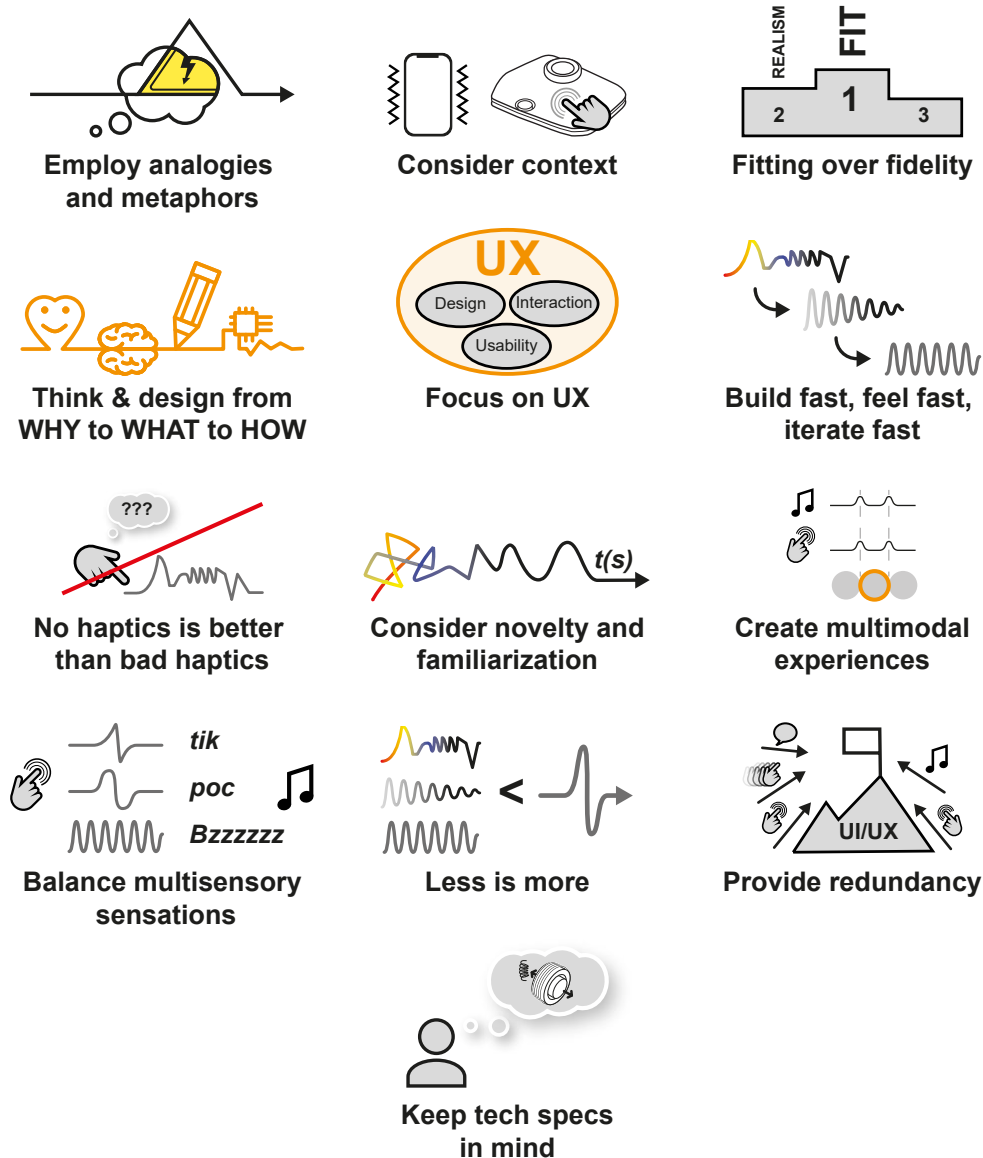 Employ analogies
and metaphors
Consider context
REALISM
FIT
2
1
3
Fitting over fidelity
Think & design from
WHY to WHAT to HOW
UX
Design
Interaction
Usability
Focus on UX
Build fast, feel fast,
iterate fast
???
No haptics is better
than bad haptics
t(s)
Consider novelty and
familiarization
Create multimodal
experiences
tik
poc
Bzzzzzz
Balance multisensory
sensations
<
Less is more
UI/UX
Provide redundancy
Keep tech specs
in mind